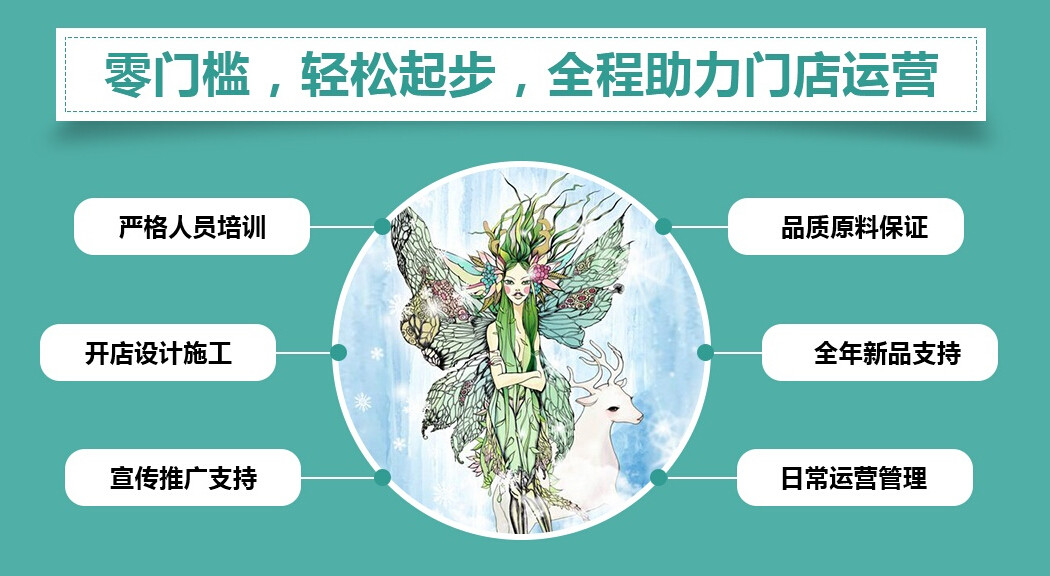 零门槛，轻松起步，全程助力门店运营
严格人员培训
品质原料保证
开店设计施工
全年新品支持
宣传推广支持
日常运营管理